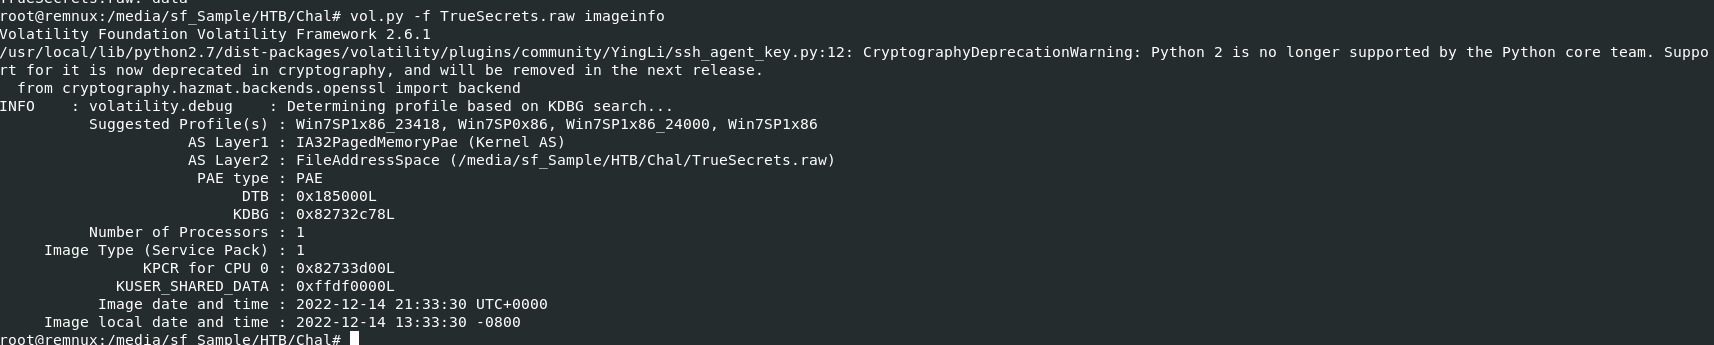 TrueSecrets.raw: data
root@remnux:/media/sf_Sample/HTB/Chal# vol.py -f TrueSecrets.raw imageinfo
Volatility Foundation Volatility Framework 2.6.1
/usr/local/lib/python2.7/dist-packages/volatility/plugins/community/YingLi/ssh_agent_key.py:12: CryptographyDeprecationWarning: Python 2 is no longer supported by the Python core team. Suppo
rt for it is now deprecated in cryptography, and will be removed in the next release.
  from cryptography.hazmat.backends.openssl import backend
INFO    : volatility.debug    : Determining profile based on KDBG search...
          Suggested Profile(s) : Win7SP1x86_23418, Win7SP0x86, Win7SP1x86_24000, Win7SP1x86
                     AS Layer1 : IA32PagedMemoryPae (Kernel AS)
                     AS Layer2 : FileAddressSpace (/media/sf_Sample/HTB/Chal/TrueSecrets.raw)
                      PAE type : PAE
                           DTB : 0x185000L
                          KDBG : 0x82732c78L
          Number of Processors : 1
     Image Type (Service Pack) : 1
                KPCR for CPU 0 : 0x82733d00L
             KUSER_SHARED_DATA : 0xffdf0000L
           Image date and time : 2022-12-14 21:33:30 UTC+0000
     Image local date and time : 2022-12-14 13:33:30 -0800
root@remnux:/media/sf_Sample/HTB/Chal#